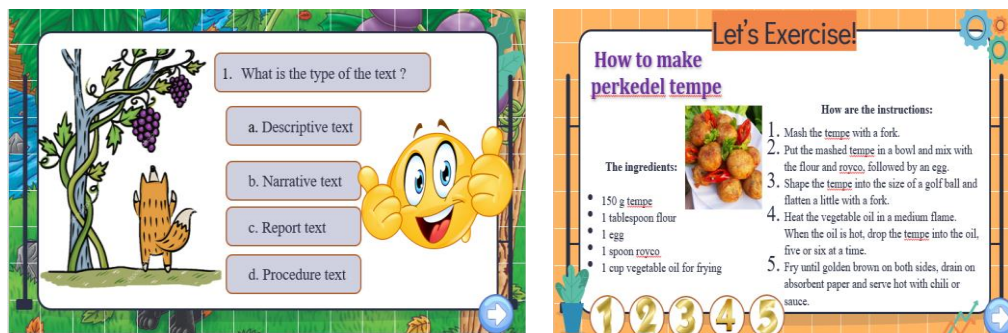 1. What is the type of the text ?
a. Descriptive text
b. Narrative text
c. Report text
d. Procedure text
Let's Exercise!
How to make
perkedel tempe
The ingredients:
• 150 g tempe
• 1 tablespoon flour
• 1 egg
• 1 spoon royco
• 1 cup vegetable oil for frying
How are the instructions:
1. Mash the tempe with a fork.
2. Put the mashed tempe in a bowl and mix with
the flour and royco, followed by an egg.
3. Shape the tempe into the size of a golf ball and
flatten a little with a fork.
4. Heat the vegetable oil in a medium flame.
When the oil is hot, drop the tempe into the oil,
five or six at a time.
5. Fry until golden brown on both sides, drain on
absorbent paper and serve hot with chili or
sauce.
1 2 3 4 5